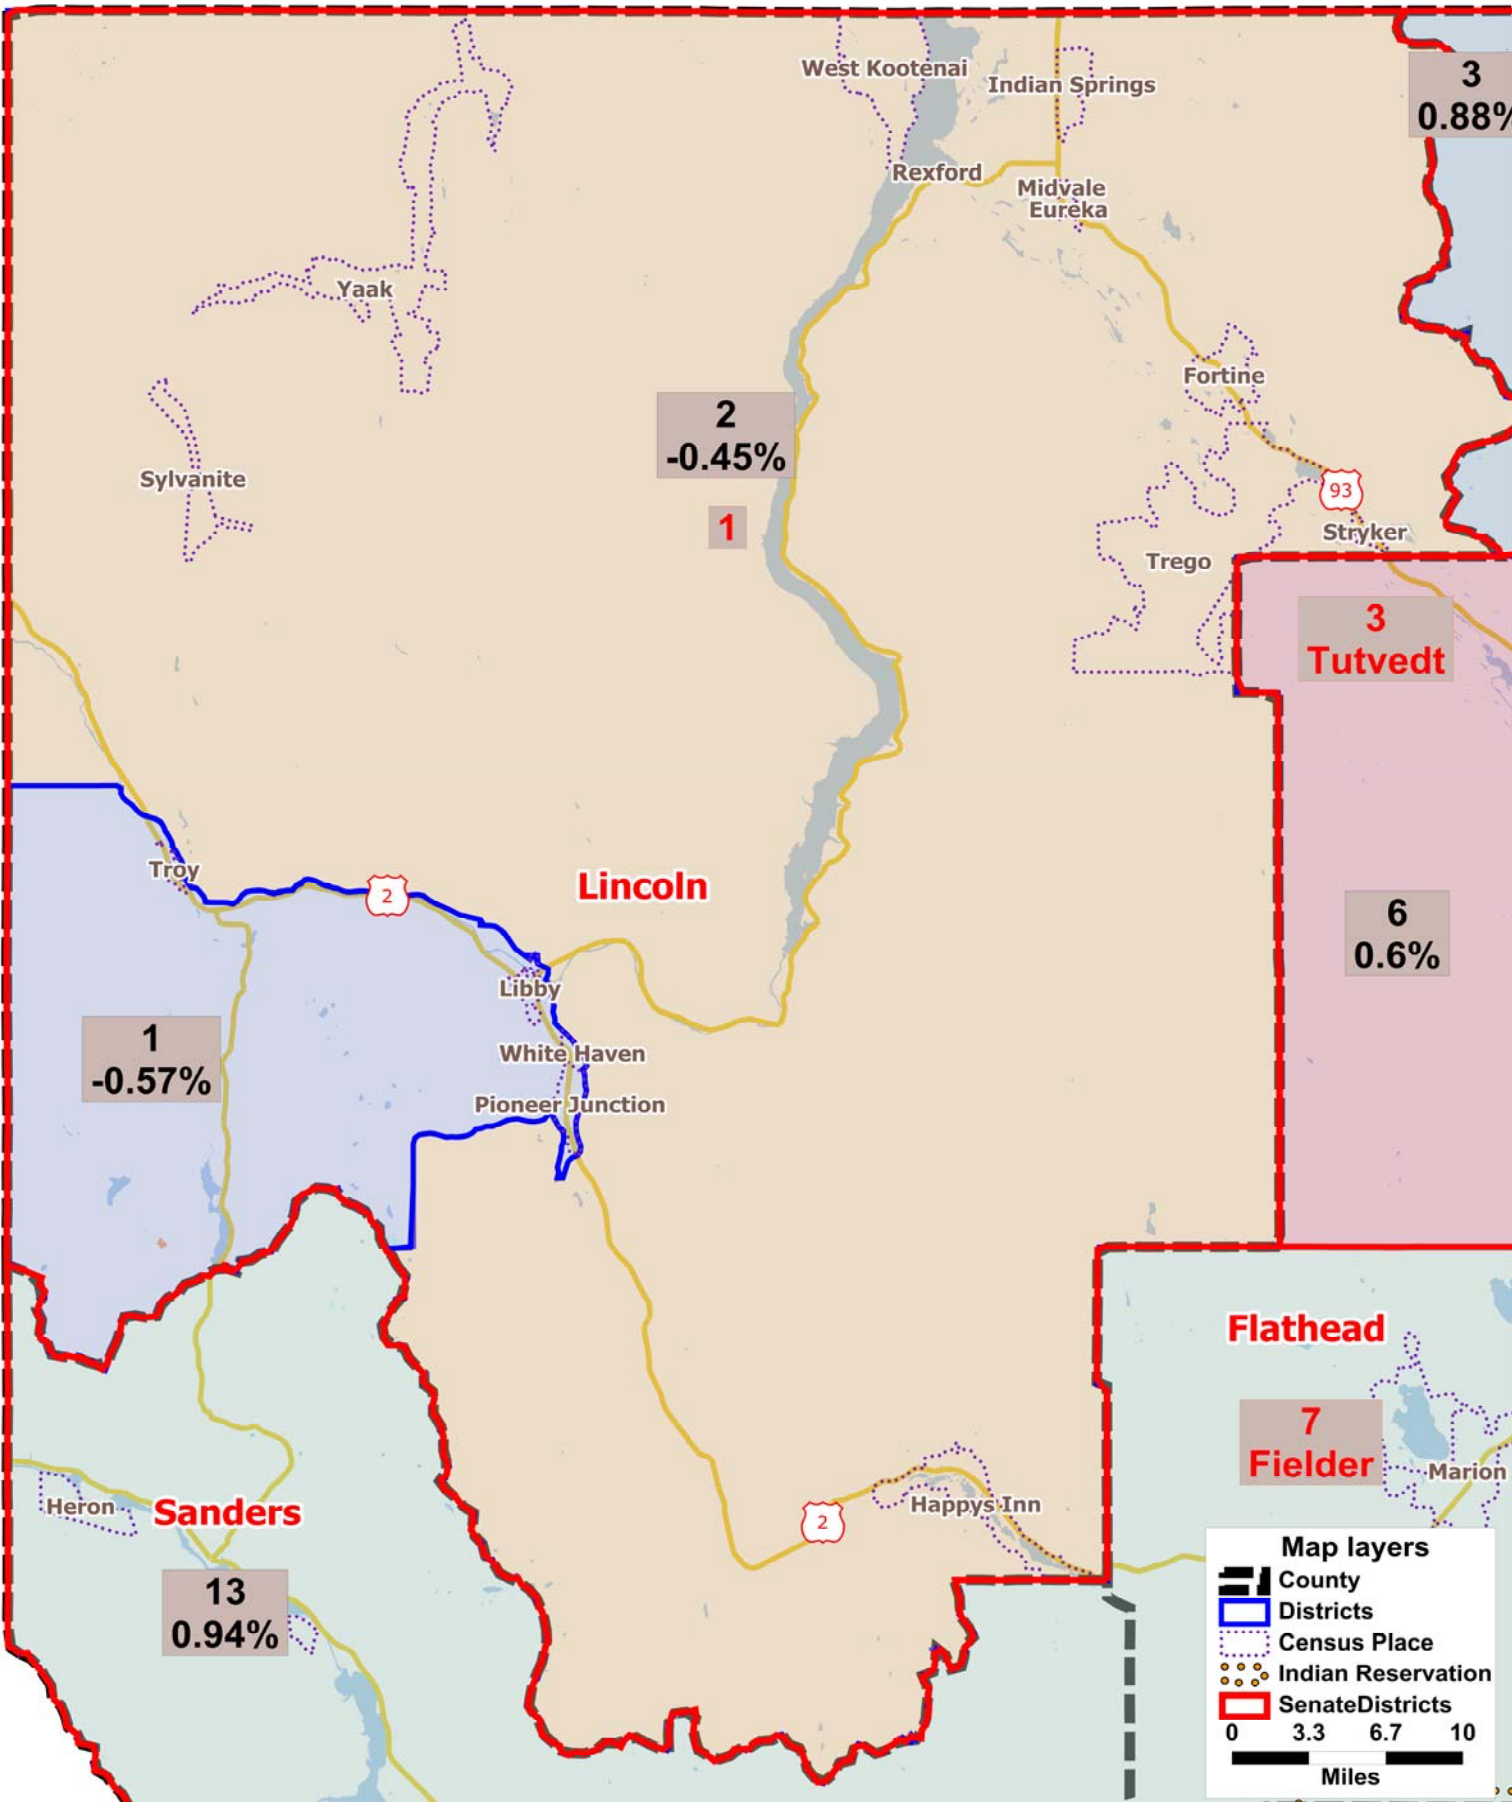 West Kootenai
Indian Springs
3
0.88%
Rexford
Midvale
Eureka
Yaak
Fortine
2
-0.45%
Sylvanite
93
1
Stryker
Trego
3
Tutvedt
Troy
2
Lincoln
6
0.6%
Libby
1
-0.57%
White Haven
Pioneer Junction
Flathead
7
Fielder
Marion
Heron
Sanders
Happys Inn
2
13
0.94%
Map layers
County
Districts
Census Place
Indian Reservation
SenateDistricts
0 3.3 6.7 10
Miles